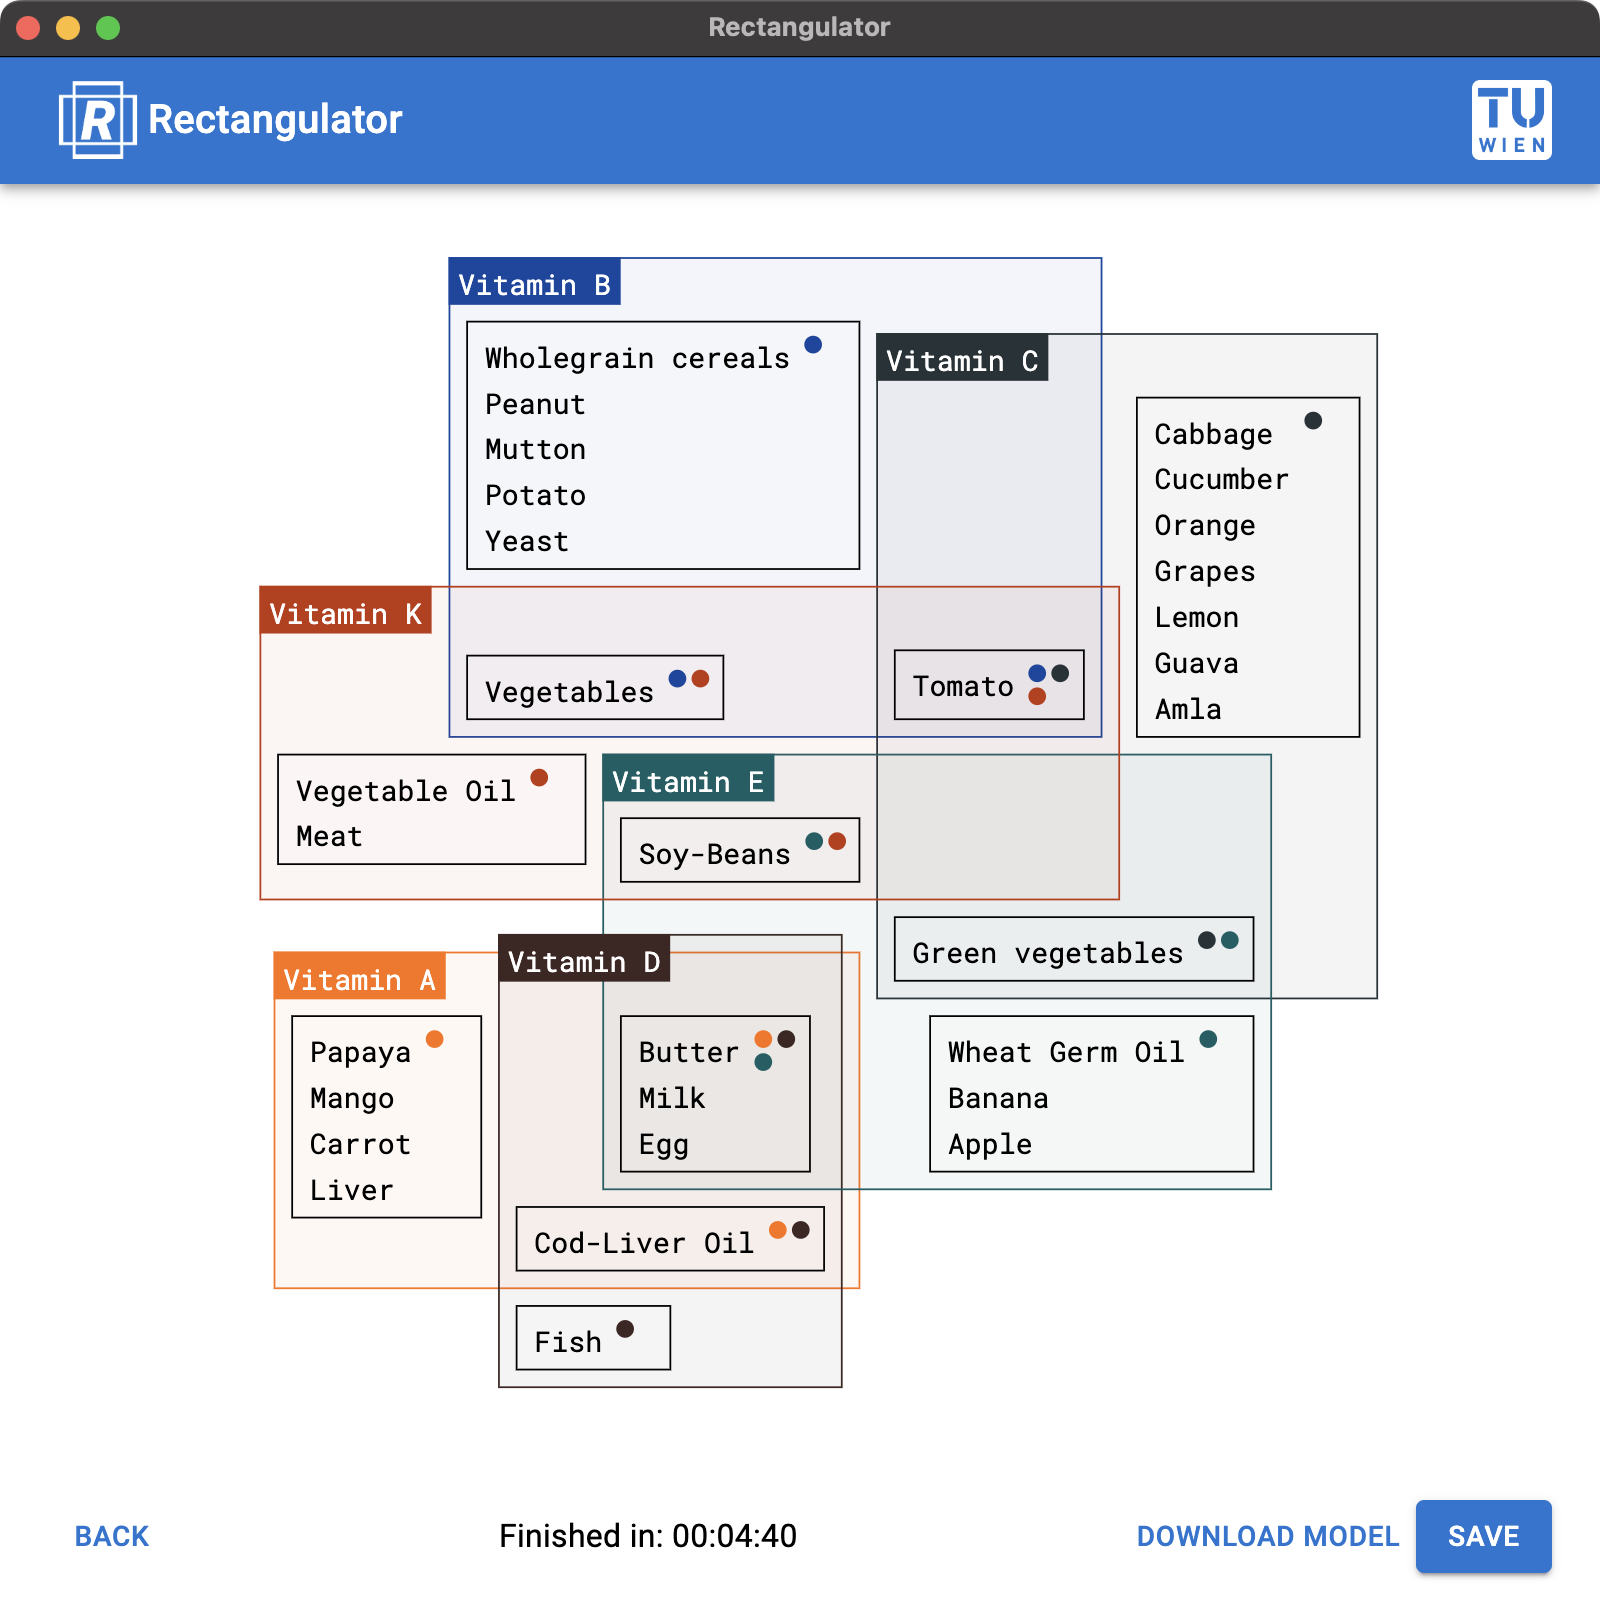 Rectangulator
R Rectangulator
TU
WIEN
Vitamin B
Wholegrain cereals
Peanut
Mutton
Potato
Yeast
Vitamin C
Cabbage
Cucumber
Orange
Grapes
Lemon
Guava
Amla
Vitamin K
Vegetables
Tomato
Vegetable Oil
Meat
Vitamin E
Soy-Beans
Green vegetables
Vitamin A
Vitamin D
Papaya
Mango
Carrot
Liver
Butter
Milk
Egg
Wheat Germ Oil
Banana
Apple
Cod-Liver Oil
Fish
BACK
Finished in: 00:04:40
DOWNLOAD MODEL
SAVE